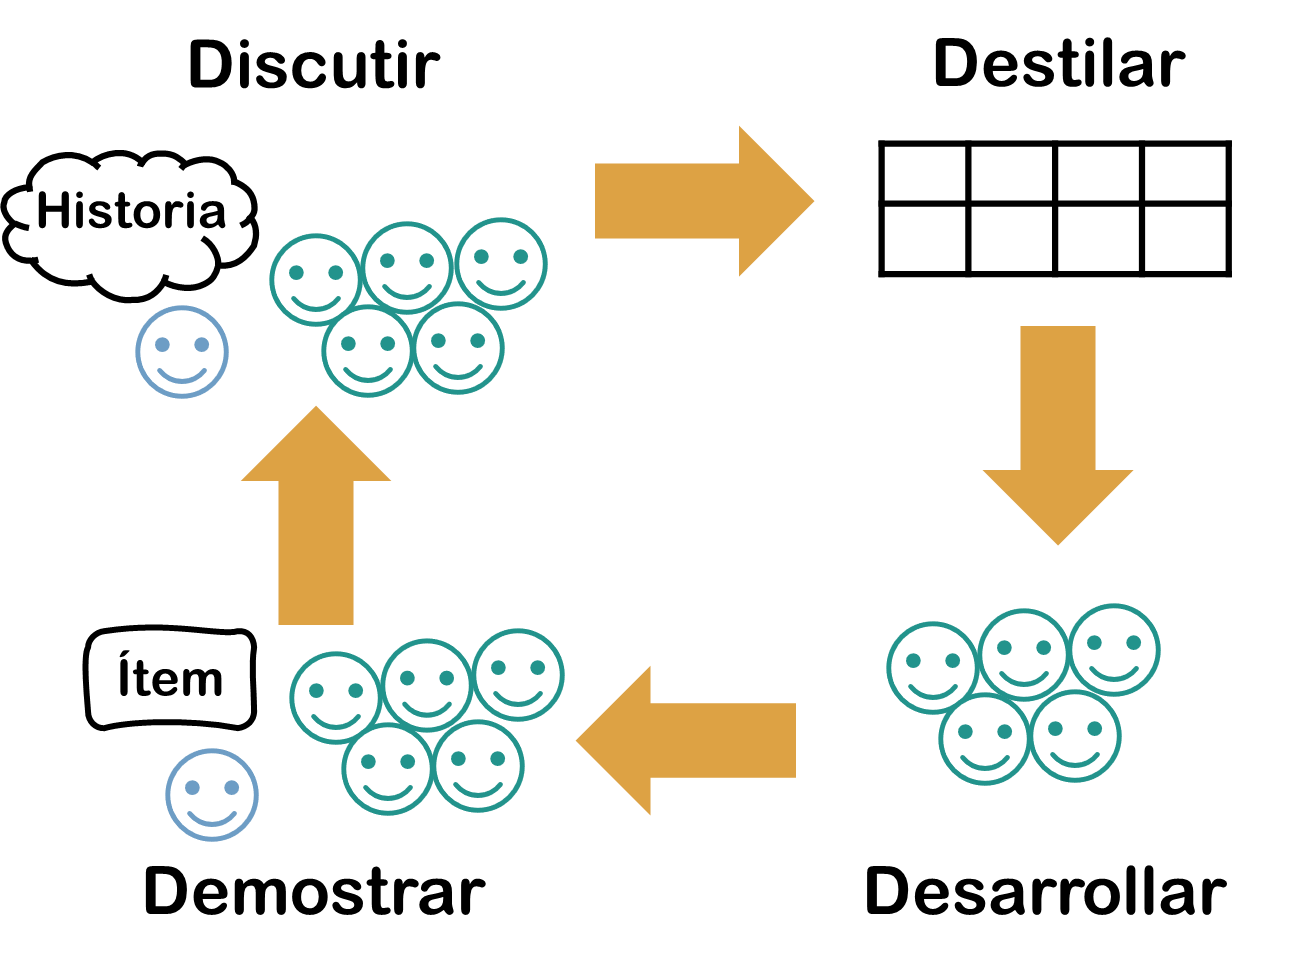 Discutir
Destilar
Historia
Ítem
Demostrar
Desarrollar